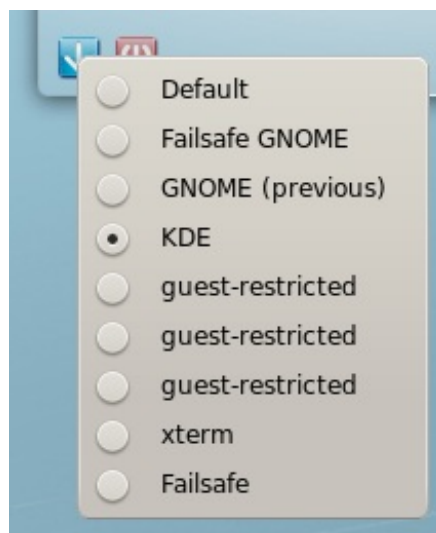 Default
Failsafe GNOME
GNOME (previous)
KDE
guest-restricted
guest-restricted
guest-restricted
xterm
Failsafe